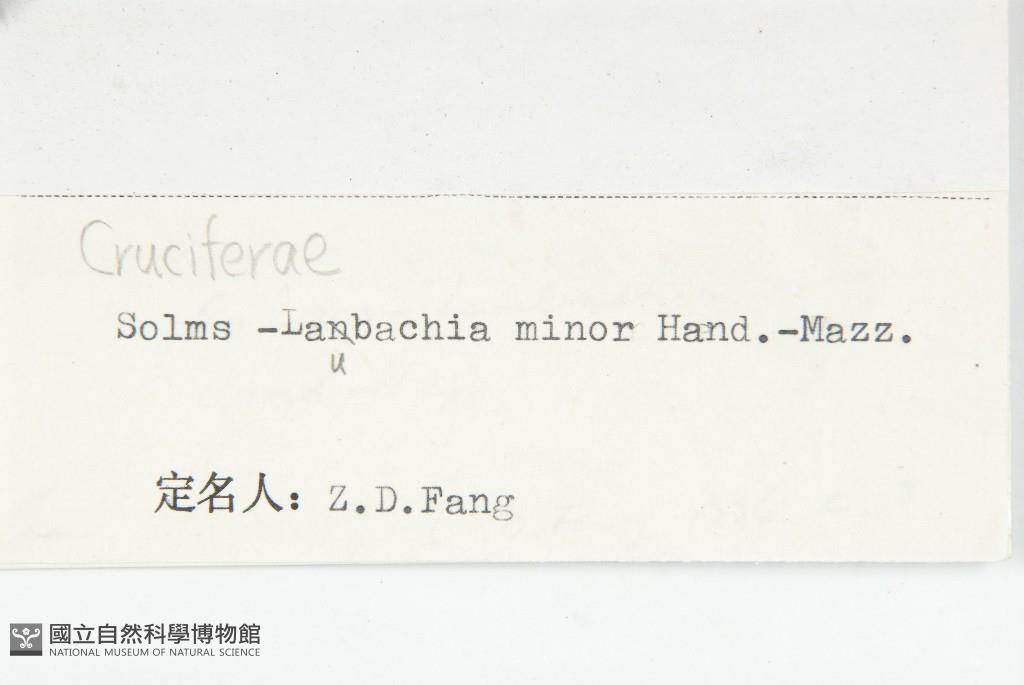 Cruciferae
Solms -Lanbachia minor Hand.-Mazz.
u
定名人: Z.D.Fang
國立自然科學博物館
NATIONAL MUSEUM OF NATURAL SCIENCE